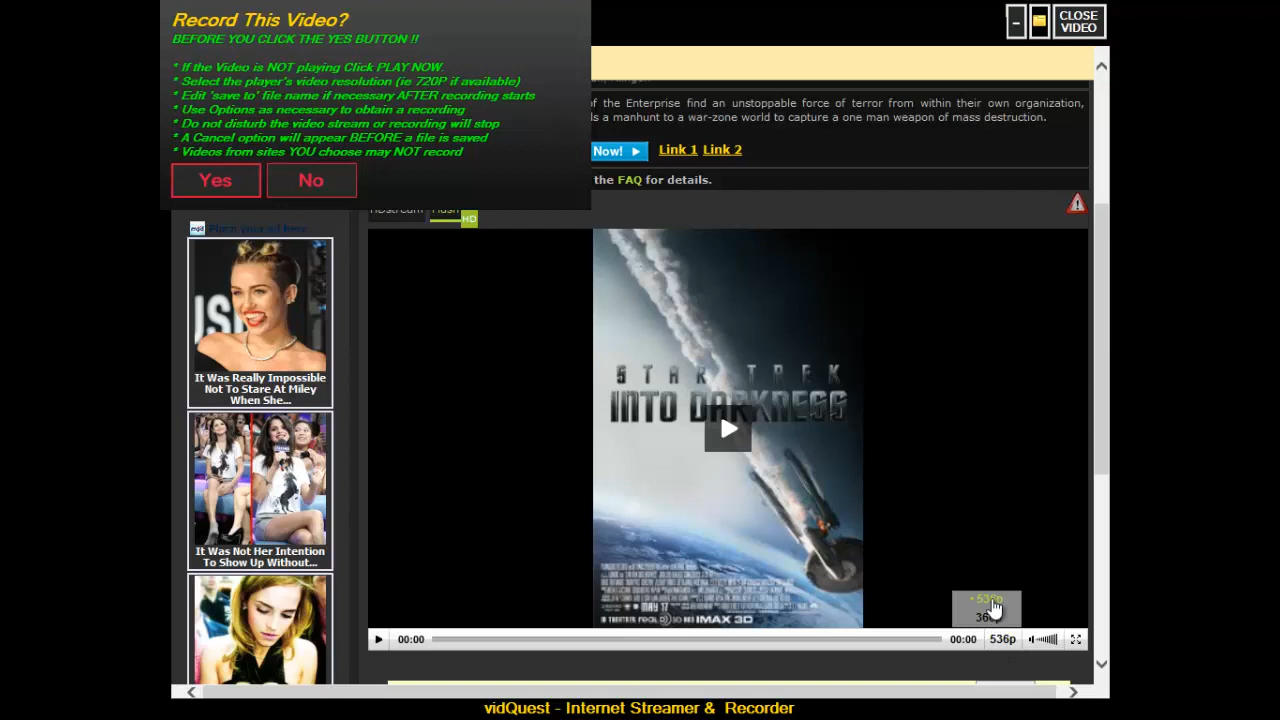 Record This Video?
BEFORE YOU CLICK THE YES BUTTON !!
* If the Video is NOT playing Click PLAY NOW.
* Select the player's video resolution (ie 720P if available)
* Edit 'save to' file name if necessary AFTER recording starts
* Use Options as necessary to obtain a recording
* Do not disturb the video stream or recording will stop
* A Cancel option will appear BEFORE a file is saved
* Videos from sites YOU choose may NOT record
Yes No
CLOSE
VIDEO
of the Enterprise find an unstoppable force of terror from within their own organization,
a manhunt to a war-zone world to capture a one man weapon of mass destruction.
Now! Link 1 Link 2
the FAQ for details.
HD
Place your ad here
It Was Really Impossible
Not To Stare At Miley
When She...
It Was Not Her Intention
To Show Up Without...
STAR TREK
INTO DARKNESS
MAY 17
IMAX 3D
00:00 00:00 536p
vidQuest - Internet Streamer & Recorder